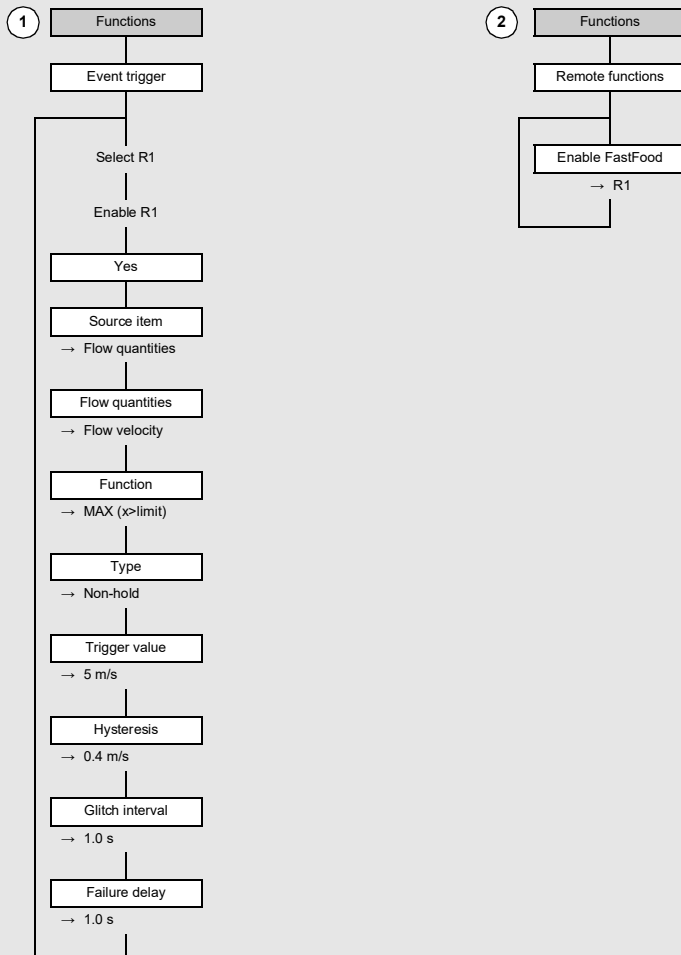 1
Functions
Event trigger
Select R1
Enable R1
Yes
Source item
→ Flow quantities
Flow quantities
→ Flow velocity
Function
→ MAX (x>limit)
Type
→ Non-hold
Trigger value
→ 5 m/s
Hysteresis
→ 0.4 m/s
Glitch interval
→ 1.0 s
Failure delay
→ 1.0 s
2
Functions
Remote functions
Enable FastFood
→ R1